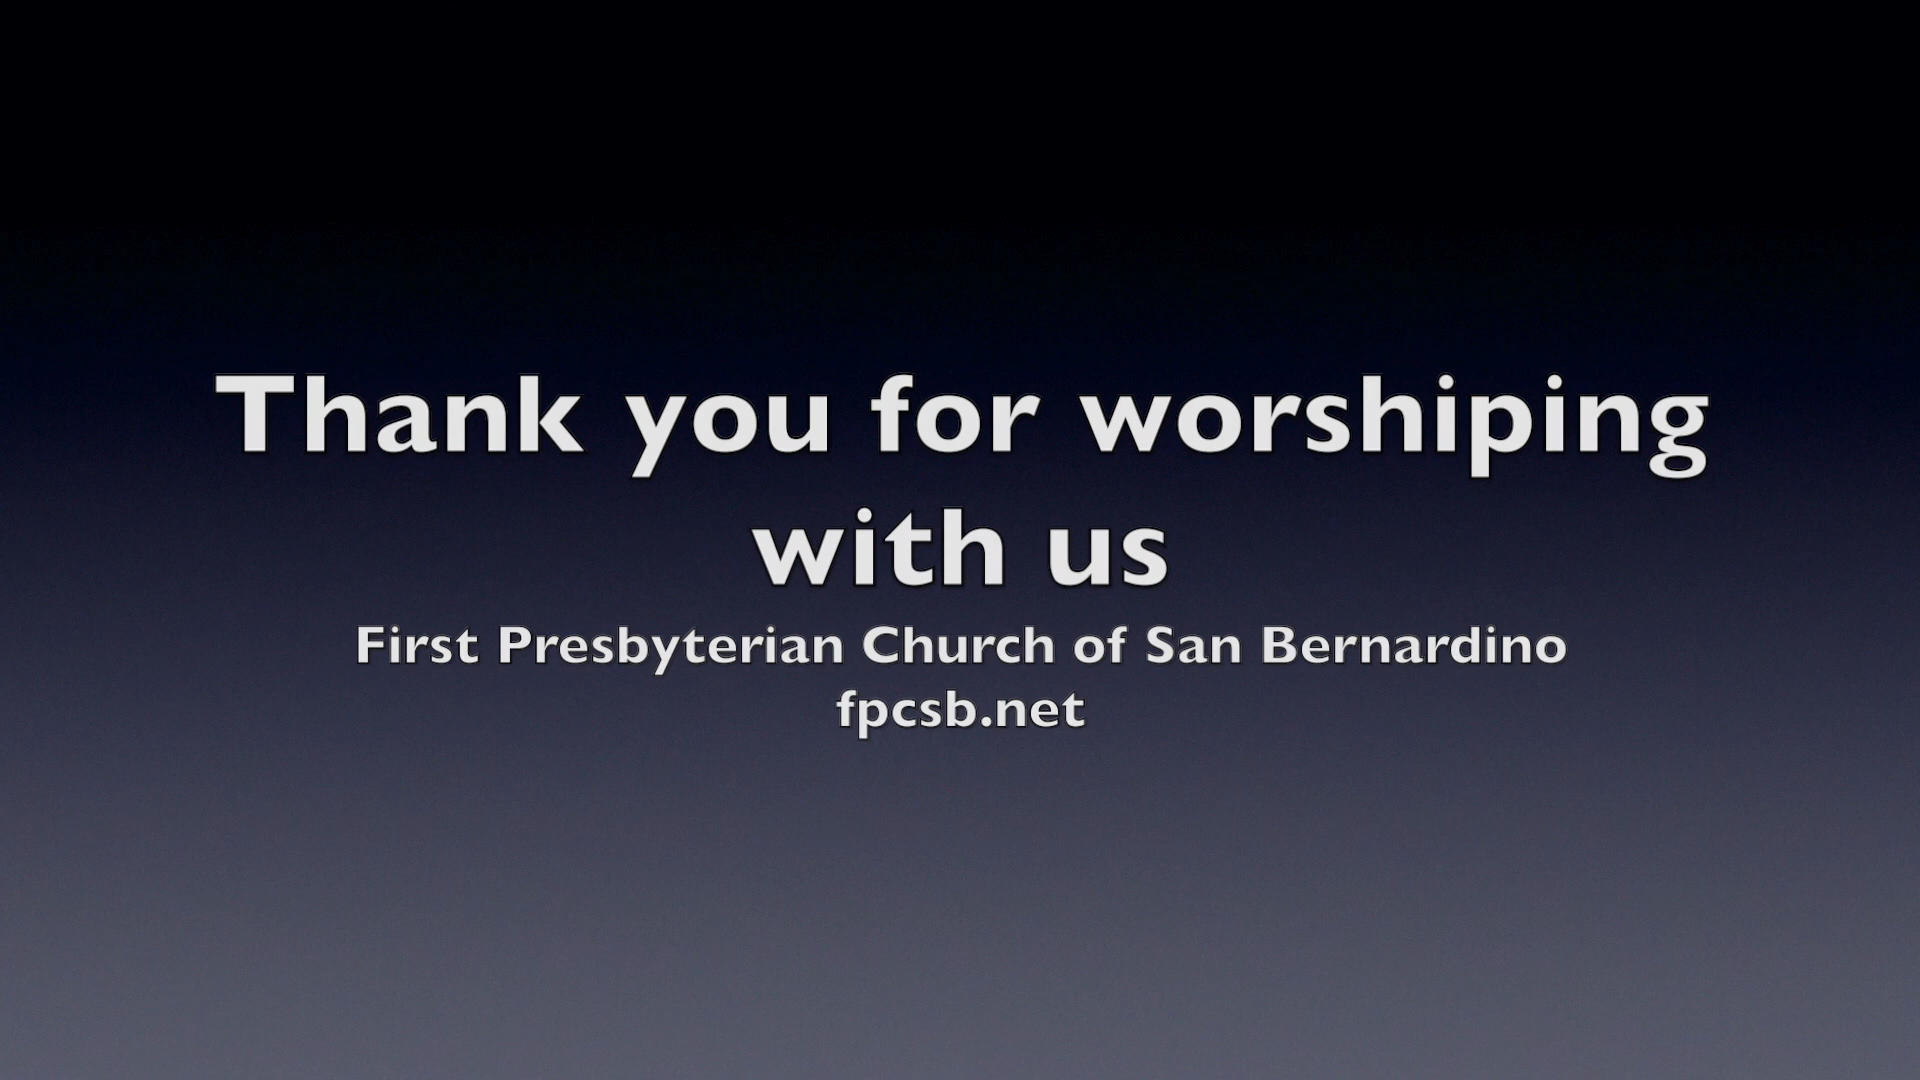 Thank you for worshiping
with us
First Presbyterian Church of San Bernardino
fpcsb.net